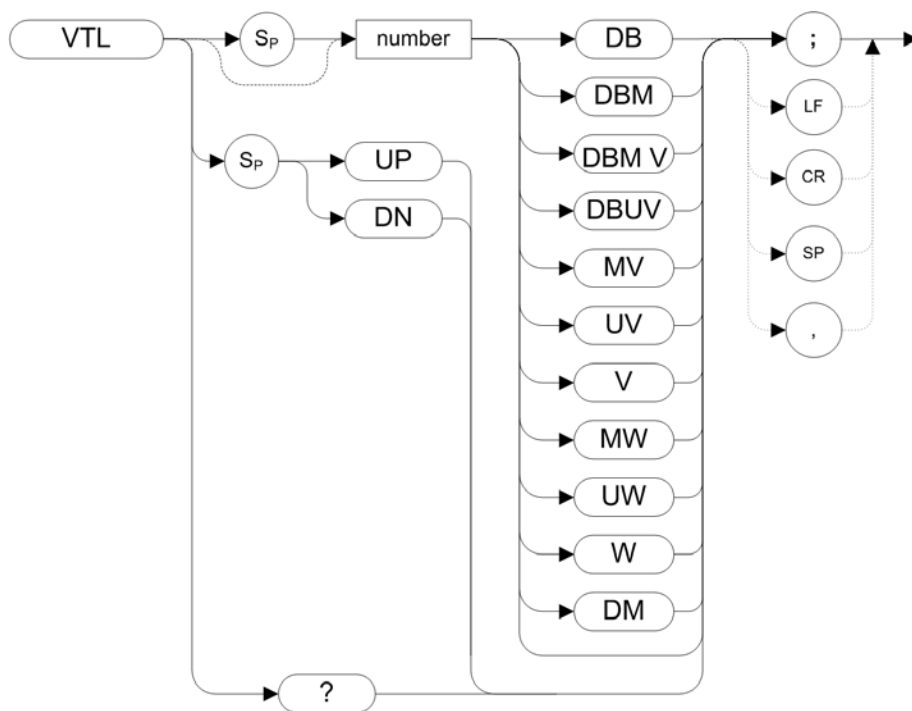 VTL
SP
number
DB
;
DBM
LF
DBM V
CR
SP
UP
DN
DBUV
SP
MV
UV
,
V
MW
UW
W
DM
?